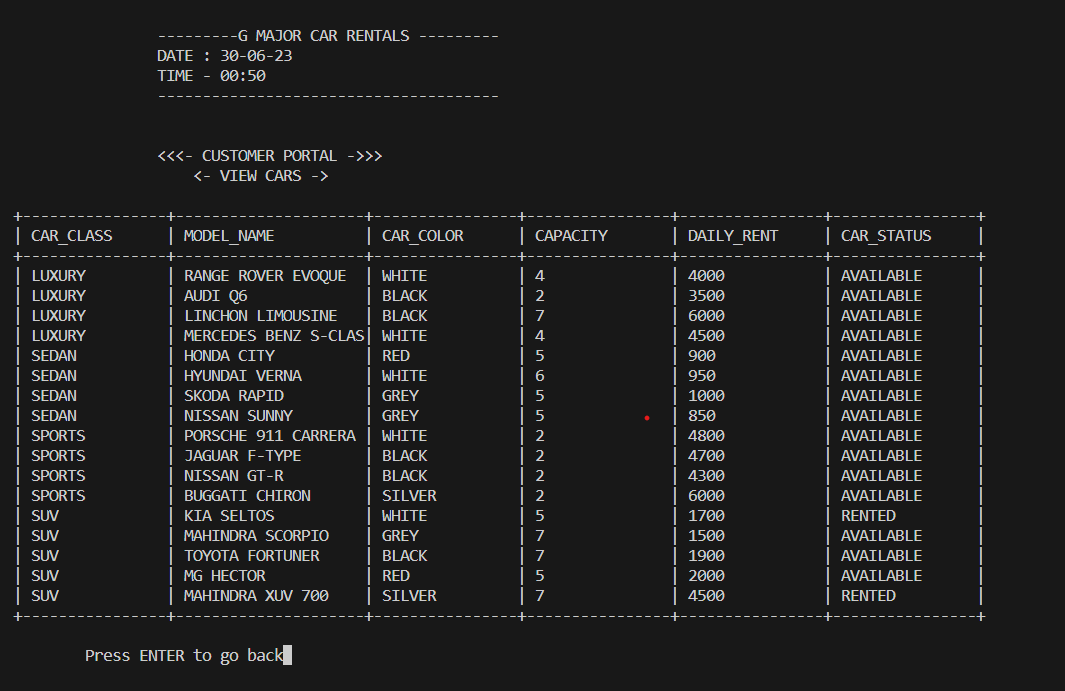 ---------G MAJOR CAR RENTALS ---------
DATE : 30-06-23
TIME - 00:50
--------------------------------------
<<<- CUSTOMER PORTAL ->>>
<- VIEW CARS ->
+----------------+---------------------+----------------+----------------+----------------+----------------+
| CAR_CLASS      | MODEL_NAME          | CAR_COLOR      | CAPACITY       | DAILY_RENT     | CAR_STATUS     |
+----------------+---------------------+----------------+----------------+----------------+----------------+
| LUXURY         | RANGE ROVER EVOQUE  | WHITE          | 4              | 4000           | AVAILABLE      |
| LUXURY         | AUDI Q6             | BLACK          | 2              | 3500           | AVAILABLE      |
| LUXURY         | LINCHON LIMOUSINE   | BLACK          | 7              | 6000           | AVAILABLE      |
| LUXURY         | MERCEDES BENZ S-CLAS| WHITE          | 4              | 4500           | AVAILABLE      |
| SEDAN          | HONDA CITY          | RED            | 5              | 900            | AVAILABLE      |
| SEDAN          | HYUNDAI VERNA       | WHITE          | 6              | 950            | AVAILABLE      |
| SEDAN          | SKODA RAPID         | GREY           | 5              | 1000           | AVAILABLE      |
| SEDAN          | NISSAN SUNNY        | GREY           | 5              | 850            | AVAILABLE      |
| SPORTS         | PORSCHE 911 CARRERA | WHITE          | 2              | 4800           | AVAILABLE      |
| SPORTS         | JAGUAR F-TYPE       | BLACK          | 2              | 4700           | AVAILABLE      |
| SPORTS         | NISSAN GT-R         | BLACK          | 2              | 4300           | AVAILABLE      |
| SPORTS         | BUGGATI CHIRON      | SILVER         | 2              | 6000           | AVAILABLE      |
| SUV            | KIA SELTOS          | WHITE          | 5              | 1700           | RENTED         |
| SUV            | MAHINDRA SCORPIO    | GREY           | 7              | 1500           | AVAILABLE      |
| SUV            | TOYOTA FORTUNER     | BLACK          | 7              | 1900           | AVAILABLE      |
| SUV            | MG HECTOR           | RED            | 5              | 2000           | AVAILABLE      |
| SUV            | MAHINDRA XUV 700    | SILVER         | 7              | 4500           | RENTED         |
+----------------+---------------------+----------------+----------------+----------------+----------------+
Press ENTER to go back